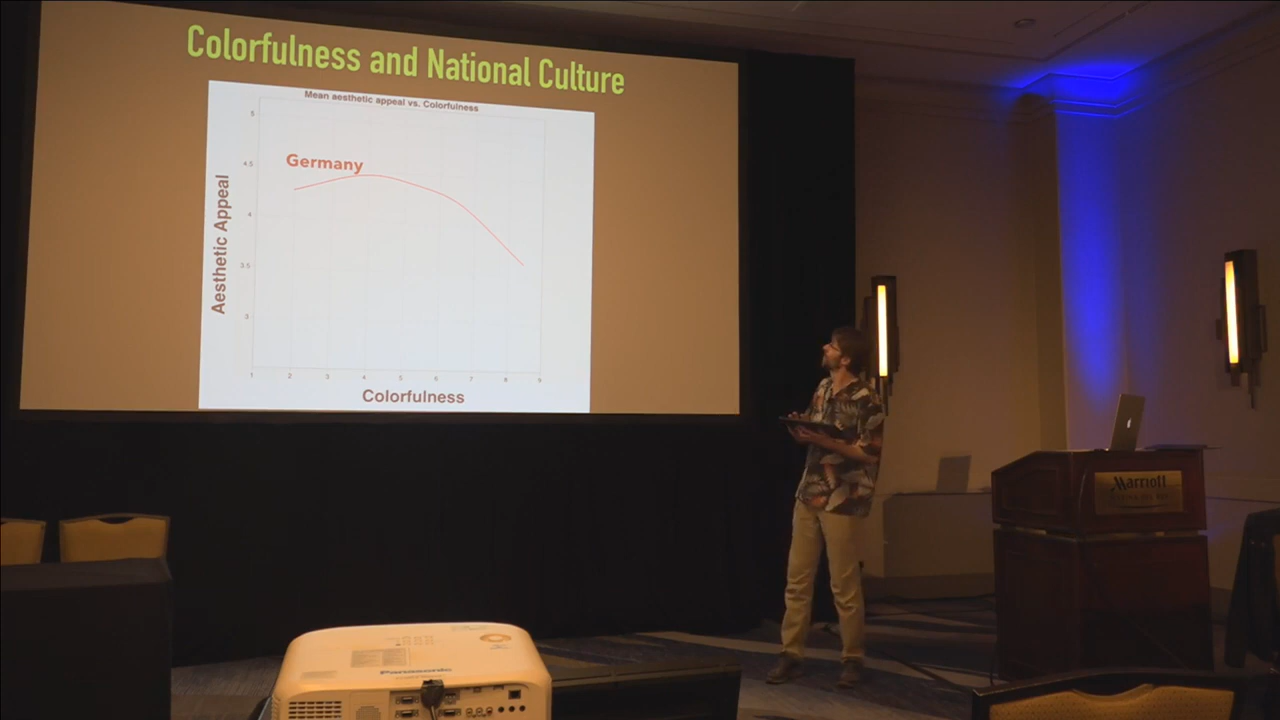 Colorfulness and National Culture
Mean aesthetic appeal vs. Colorfulness
5
4.5
Germany
4
3.5
3
Aesthetic Appeal
1 2 3 4 5 6 7 8 9
Colorfulness
Marriott
Panasonic